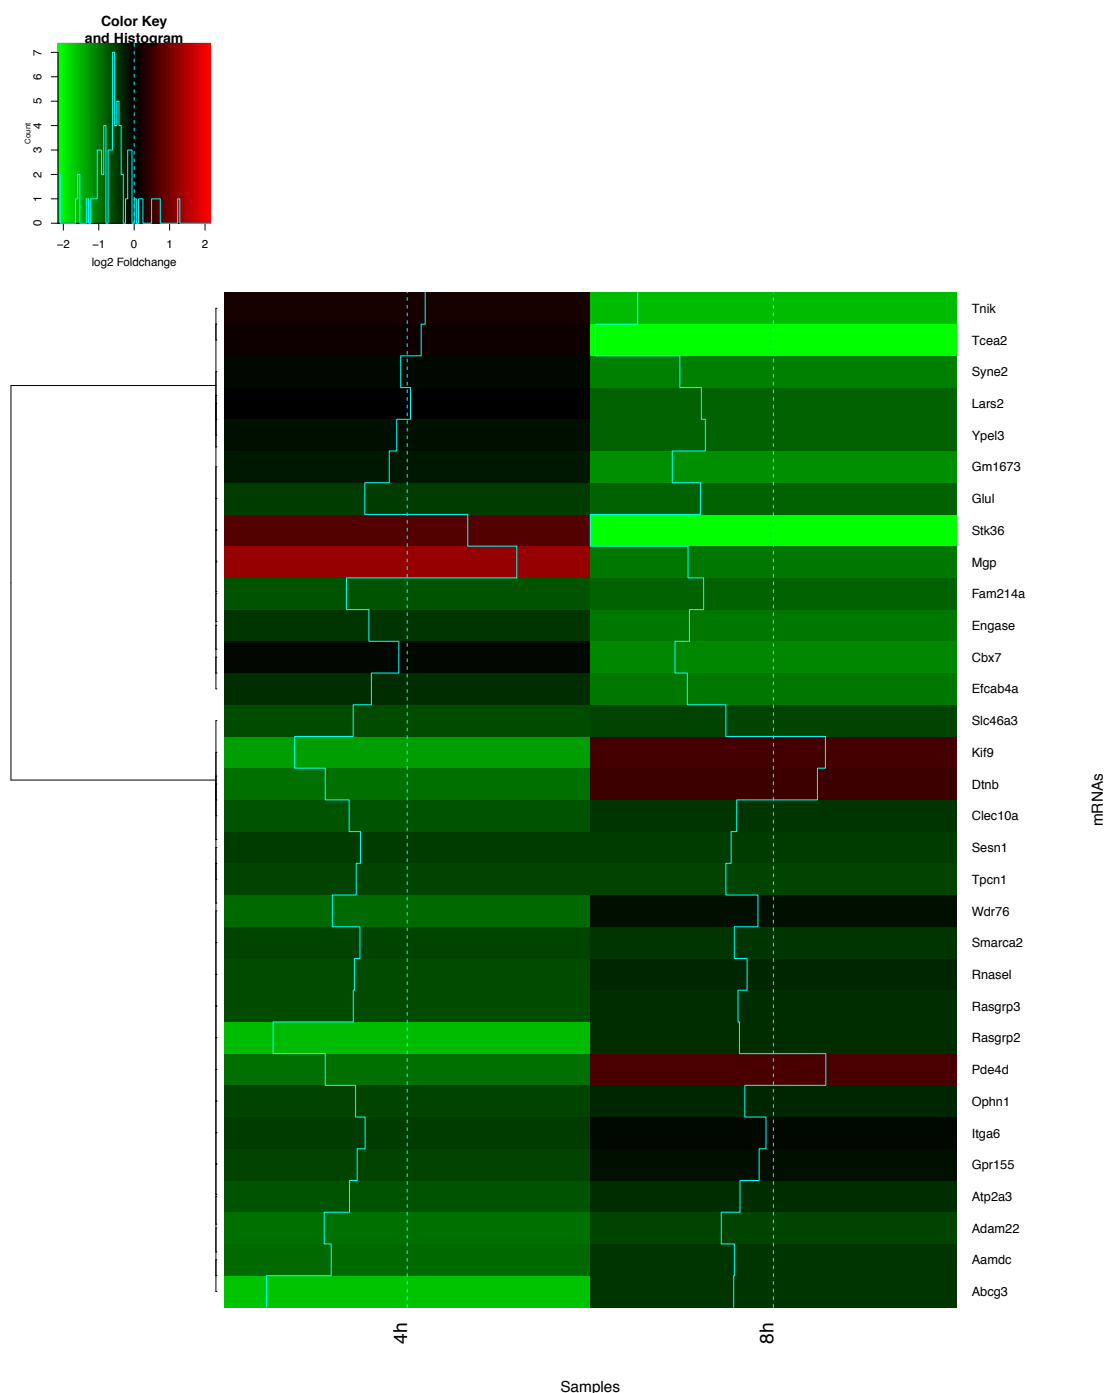 Color Key
and Histogram
Count
0 1 2 3 4 5 6 7
−2 −1 0 1 2
log2 Foldchange
Tnik
Tcea2
Syne2
Lars2
Ypel3
Gm1673
Glul
Stk36
Mgp
Fam214a
Engase
Cbx7
Efcab4a
Slc46a3
Kif9
Dtnb
Clec10a
Sesn1
Tpcn1
Wdr76
Smarca2
Rnasel
Rasgrp3
Rasgrp2
Pde4d
Ophn1
Itga6
Gpr155
Atp2a3
Adam22
Aamdc
Abcg3
mRNAs
4h
8h
Samples